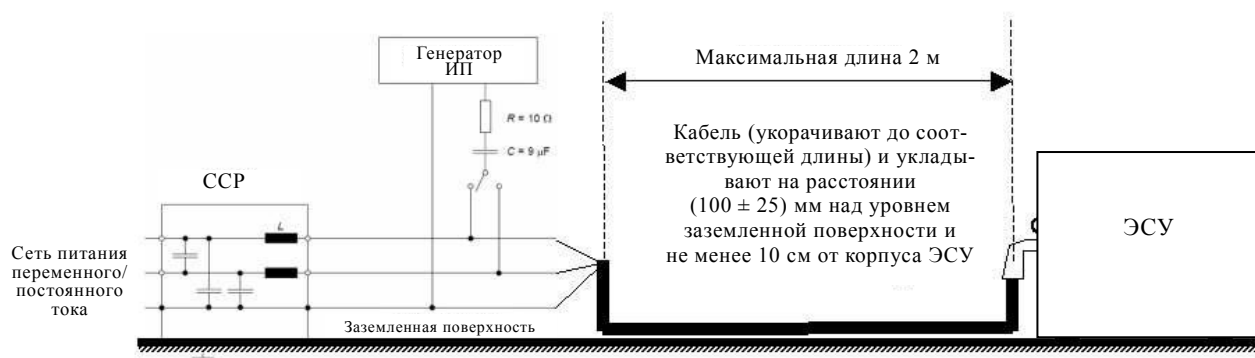 Генератор
ИП
Максимальная длина 2 м
R = 10 Ω
C = 9 μF
Кабель (укорачивают до соот-
ветствующей длины) и уклады-
вают на расстоянии
(100 ± 25) мм над уровнем
заземленной поверхности и
не менее 10 см от корпуса ЭСУ
ССР
L
ЭСУ
Сеть питания
переменного/
постоянного
тока
Заземленная поверхность